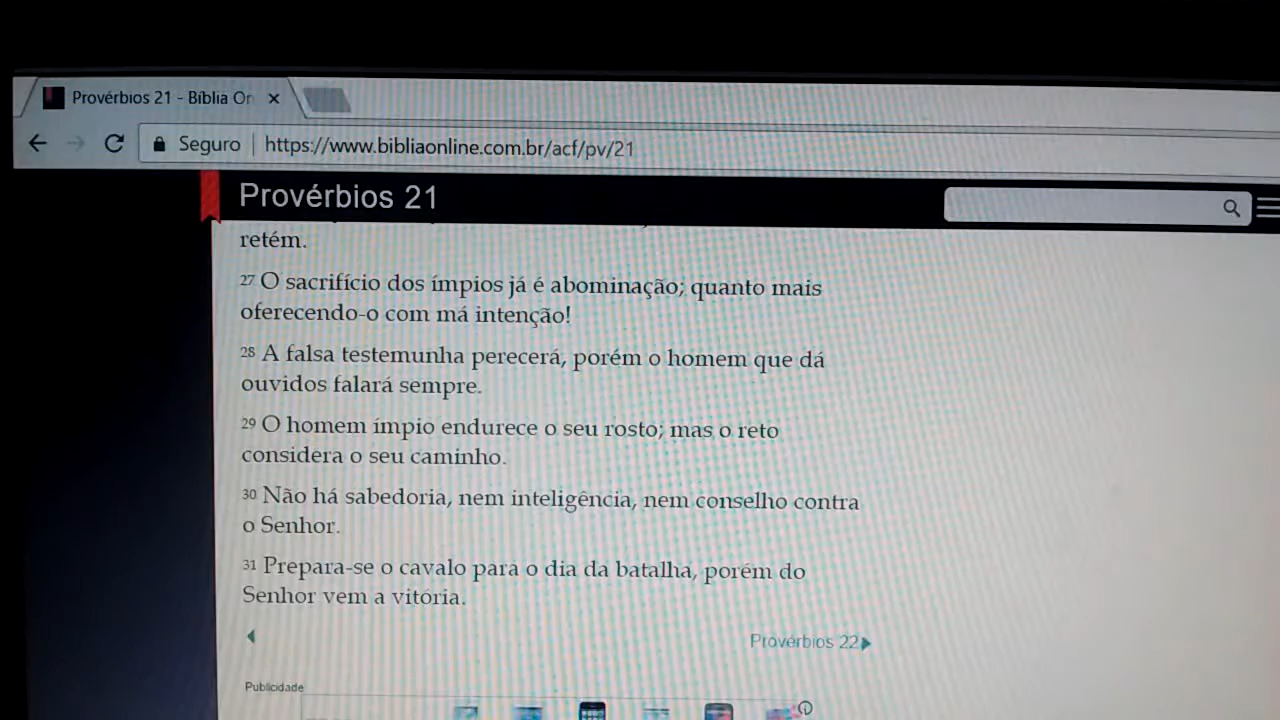 Provérbios 21 - Bíblia On
Seguro
https://www.bibliaonline.com.br/acf/pv/21
Provérbios 21
retém.
27 O sacrifício dos ímpios já é abominação; quanto mais
oferecendo-o com má intenção!
28 A falsa testemunha perecerá, porém o homem que dá
ouvidos falará sempre.
29 O homem ímpio endurece o seu rosto; mas o reto
considera o seu caminho.
30 Não há sabedoria, nem inteligência, nem conselho contra
o Senhor.
31 Prepara-se o cavalo para o dia da batalha, porém do
Senhor vem a vitória.
Provérbios 22
Publicidade